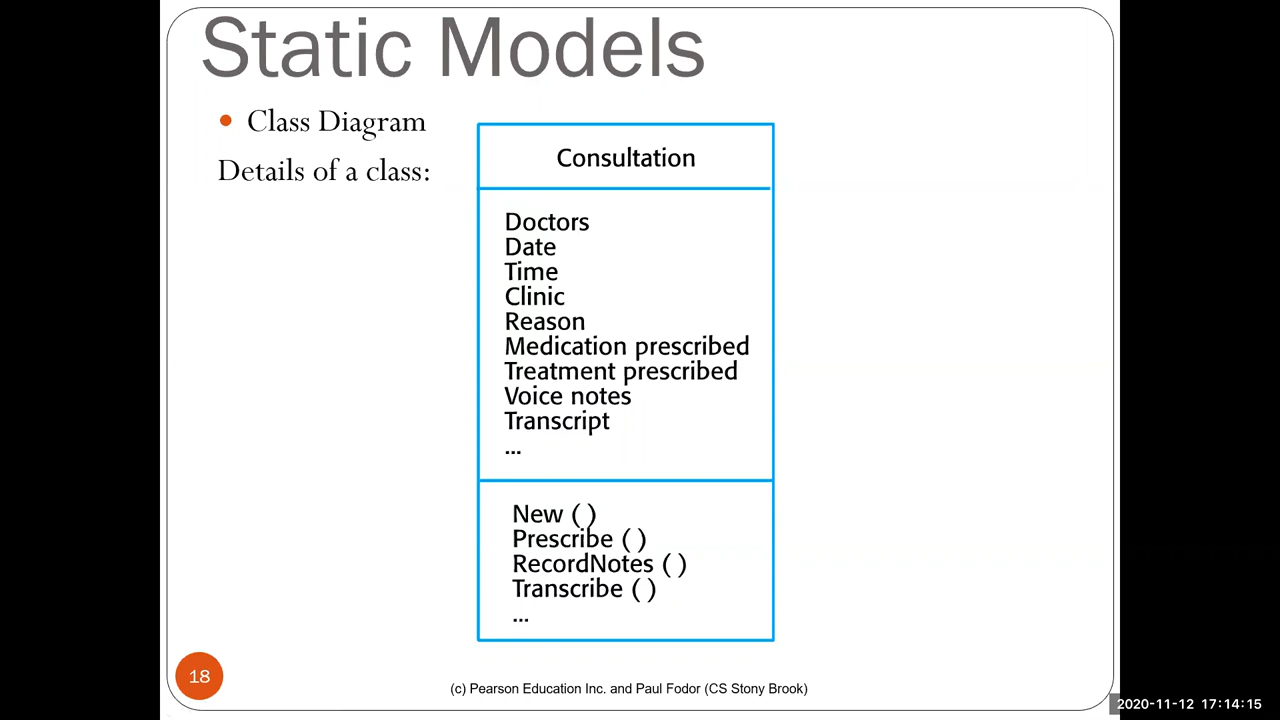 Static Models
• Class Diagram
Details of a class:
Consultation
Doctors
Date
Time
Clinic
Reason
Medication prescribed
Treatment prescribed
Voice notes
Transcript
...
New ( )
Prescribe ( )
RecordNotes ( )
Transcribe ( )
...
18
(c) Pearson Education Inc. and Paul Fodor (CS Stony Brook)
2020-11-12 17:14:15